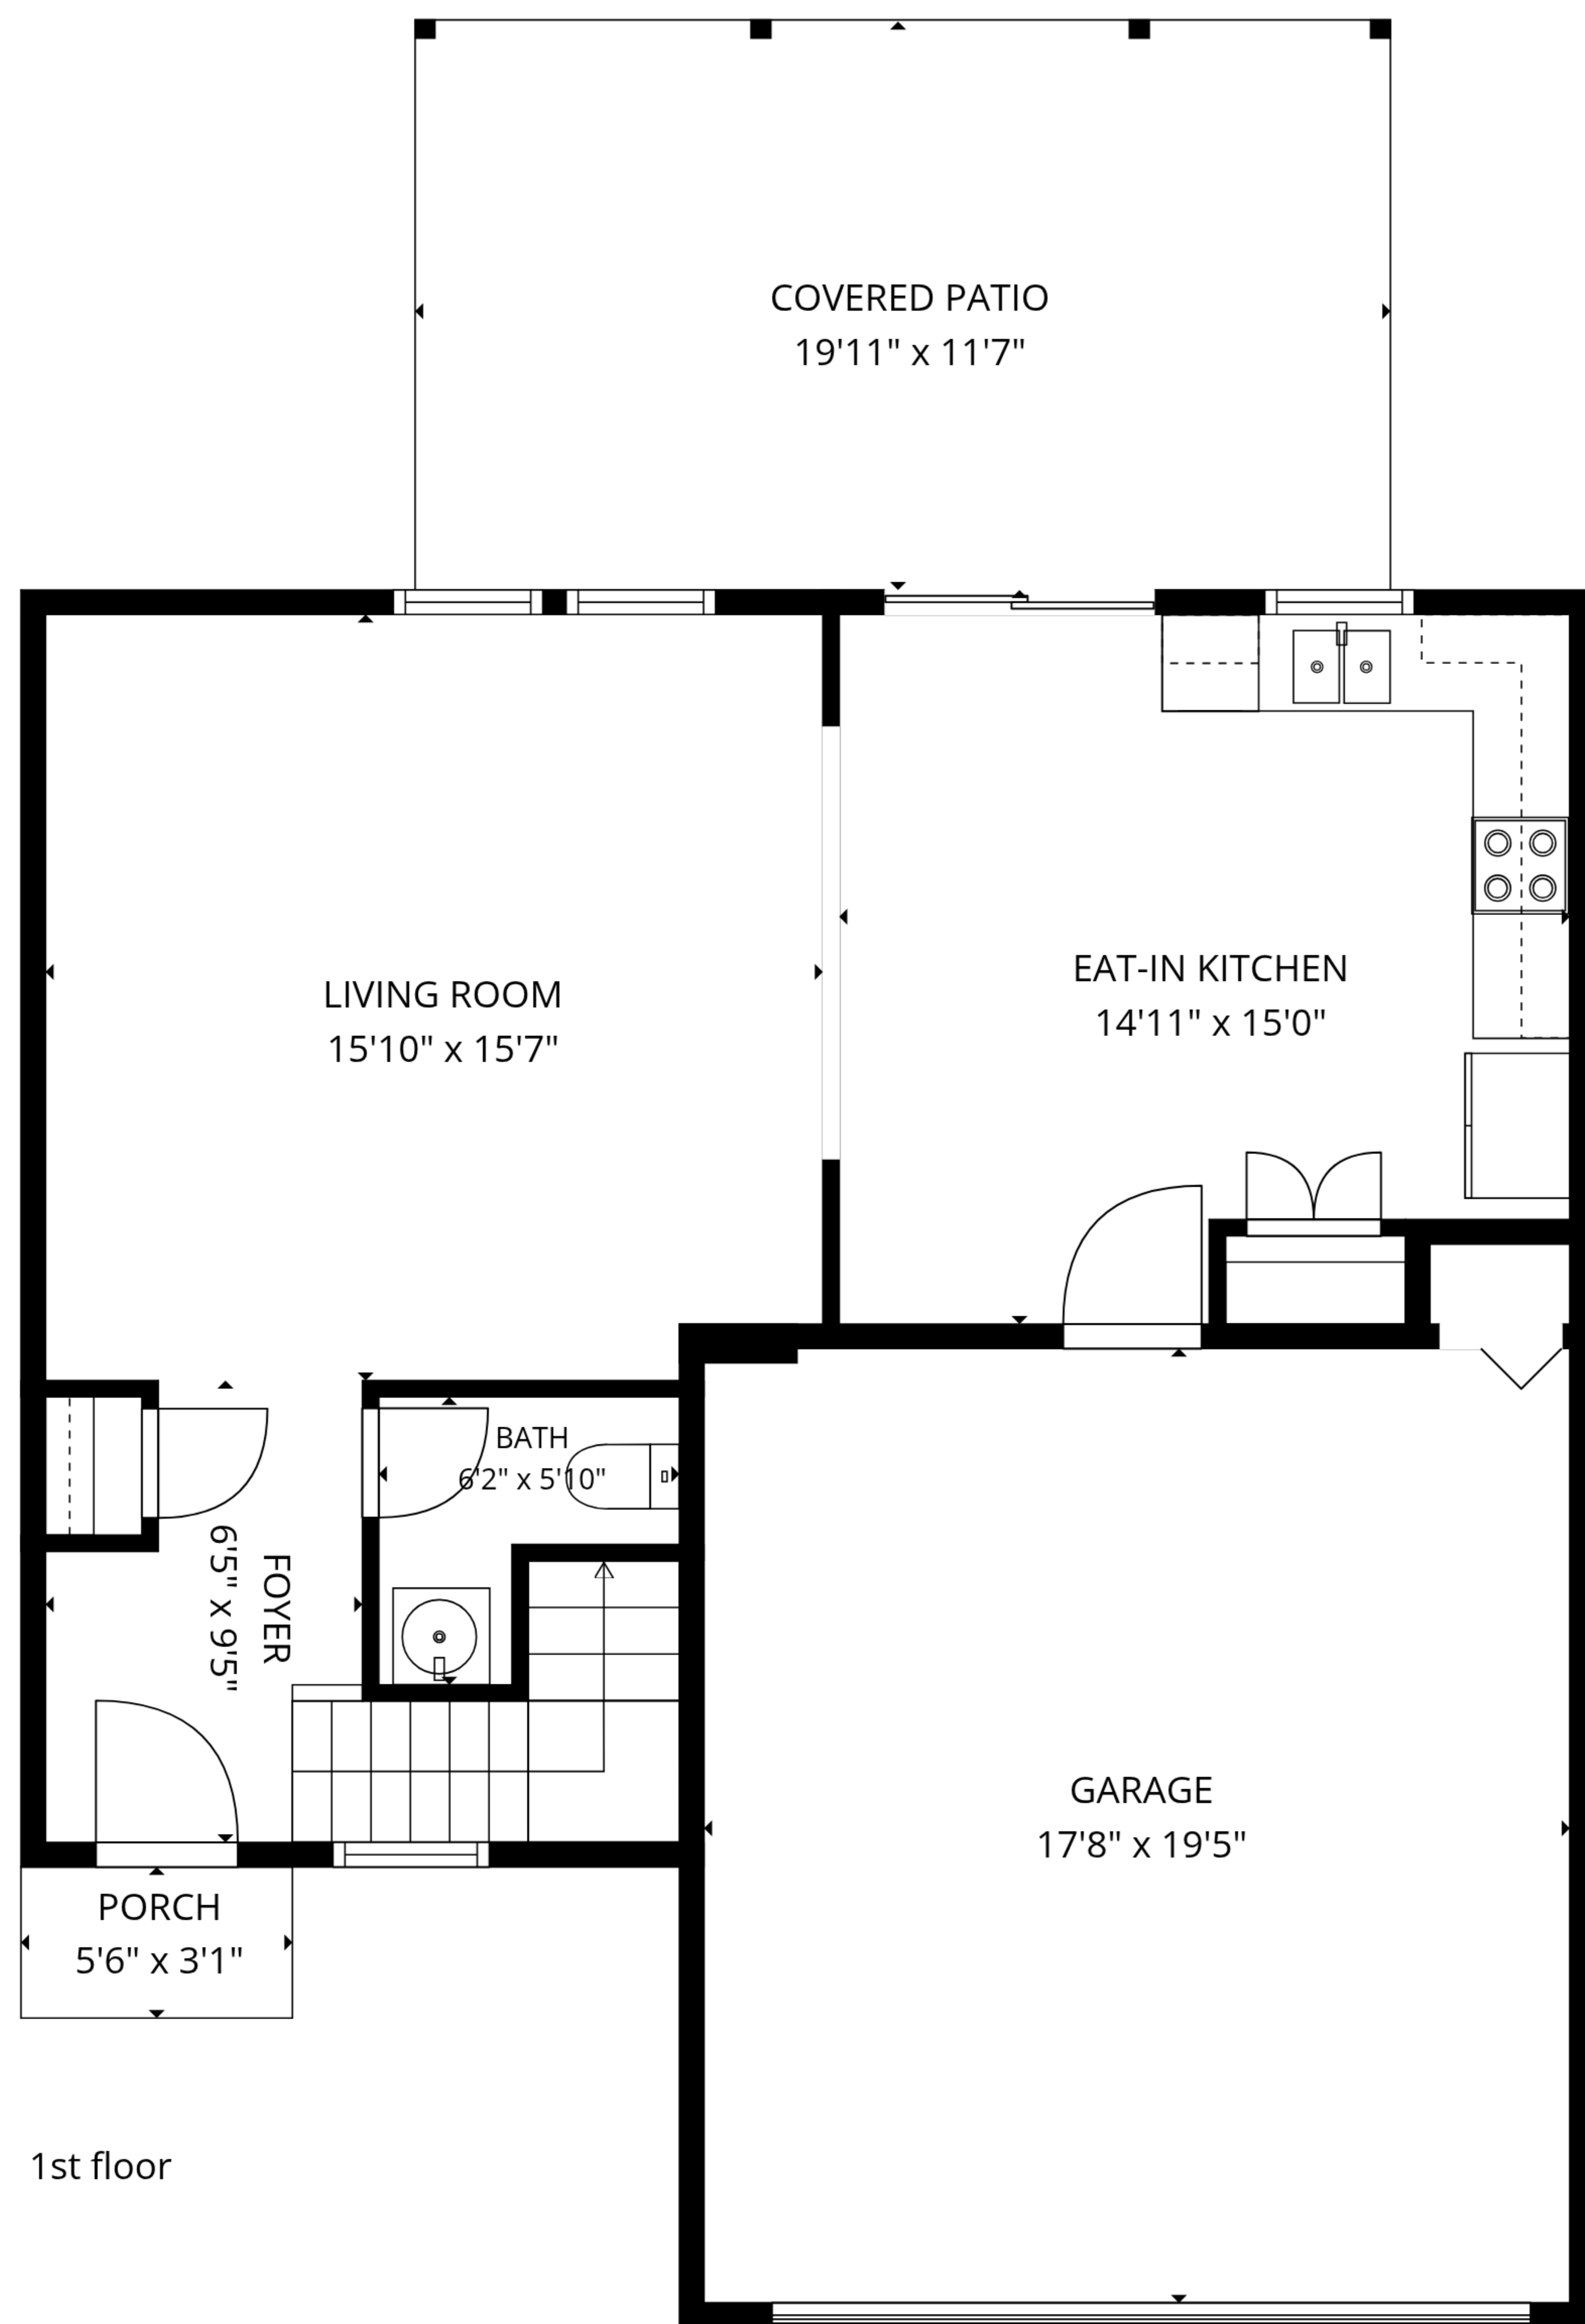 COVERED PATIO
19'11" x 11'7"
LIVING ROOM
15'10" x 15'7"
EAT-IN KITCHEN
14'11" x 15'0"
BATH
6'2" x 5'10"
FOYER
6'5" x 9'5"
GARAGE
17'8" x 19'5"
PORCH
5'6" x 3'1"
1st floor